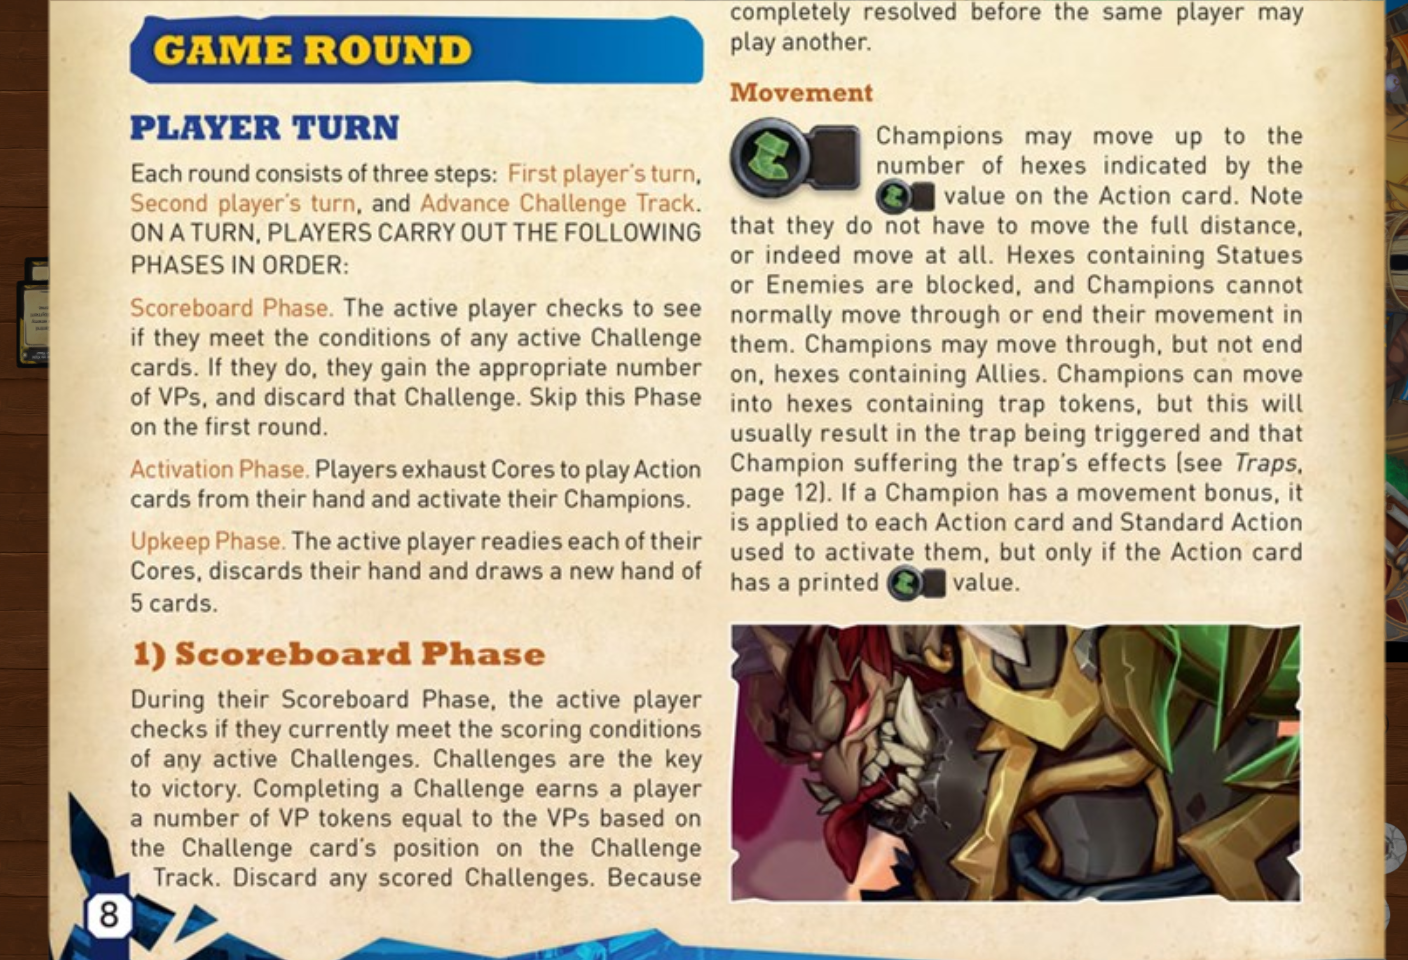 GAME ROUND
PLAYER TURN
Each round consists of three steps: First player's turn,
Second player's turn, and Advance Challenge Track.
ON A TURN, PLAYERS CARRY OUT THE FOLLOWING
PHASES IN ORDER:
Scoreboard Phase. The active player checks to see
if they meet the conditions of any active Challenge
cards. If they do, they gain the appropriate number
of VPs, and discard that Challenge. Skip this Phase
on the first round.
Activation Phase. Players exhaust Cores to play Action
cards from their hand and activate their Champions.
Upkeep Phase. The active player readies each of their
Cores, discards their hand and draws a new hand of
5 cards.
1) Scoreboard Phase
During their Scoreboard Phase, the active player
checks if they currently meet the scoring conditions
of any active Challenges. Challenges are the key
to victory. Completing a Challenge earns a player
a number of VP tokens equal to the VPs based on
the Challenge card's position on the Challenge
Track. Discard any scored Challenges. Because
8
completely resolved before the same player may
play another.
Movement
Champions may move up to the
number of hexes indicated by the
value on the Action card. Note
that they do not have to move the full distance,
or indeed move at all. Hexes containing Statues
or Enemies are blocked, and Champions cannot
normally move through or end their movement in
them. Champions may move through, but not end
on, hexes containing Allies. Champions can move
into hexes containing trap tokens, but this will
usually result in the trap being triggered and that
Champion suffering the trap's effects (see Traps,
page 12). If a Champion has a movement bonus, it
is applied to each Action card and Standard Action
used to activate them, but only if the Action card
has a printed value.